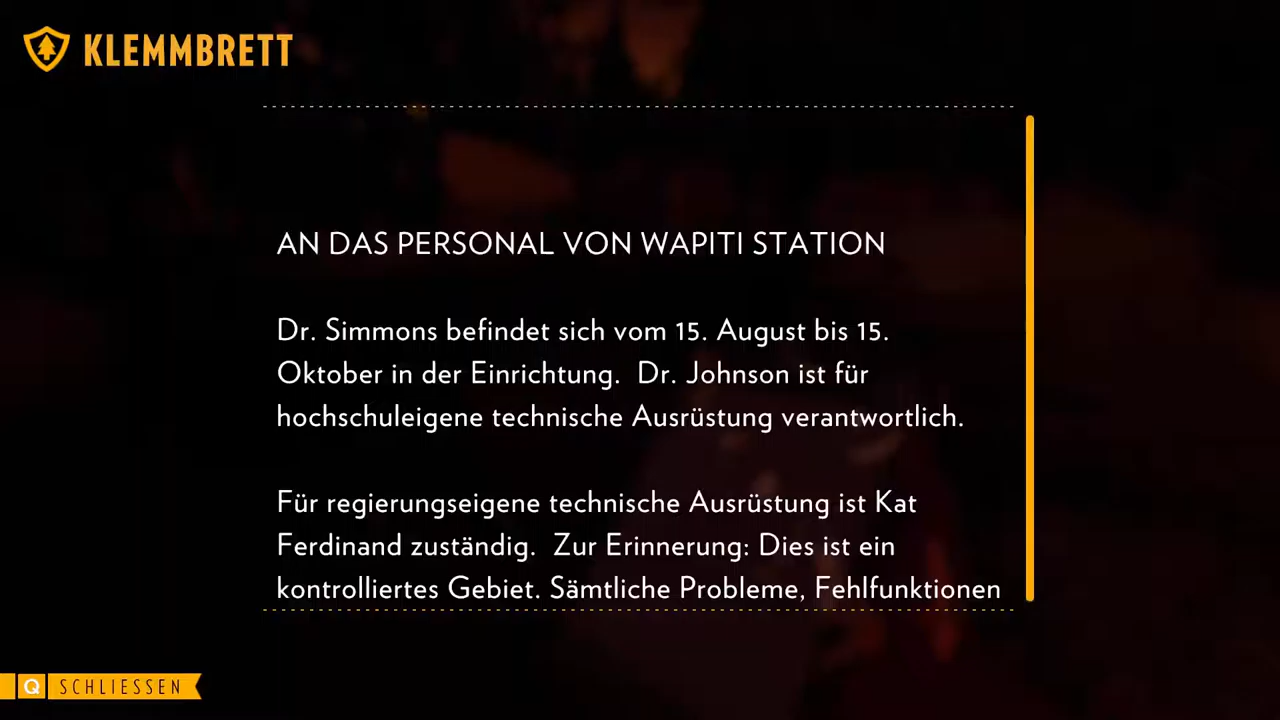 KLEMMBRETT
AN DAS PERSONAL VON WAPITI STATION
Dr. Simmons befindet sich vom 15. August bis 15.
Oktober in der Einrichtung.  Dr. Johnson ist für
hochschuleigene technische Ausrüstung verantwortlich.
Für regierungseigene technische Ausrüstung ist Kat
Ferdinand zuständig.  Zur Erinnerung: Dies ist ein
kontrolliertes Gebiet. Sämtliche Probleme, Fehlfunktionen
Q SCHLIESSEN